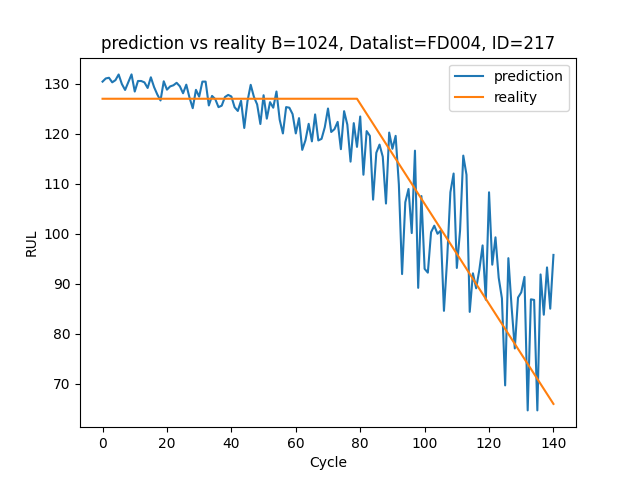 prediction vs reality B=1024, Datalist=FD004, ID=217
prediction
reality
RUL
130
120
110
100
90
80
70
0 20 40 60 80 100 120 140
Cycle